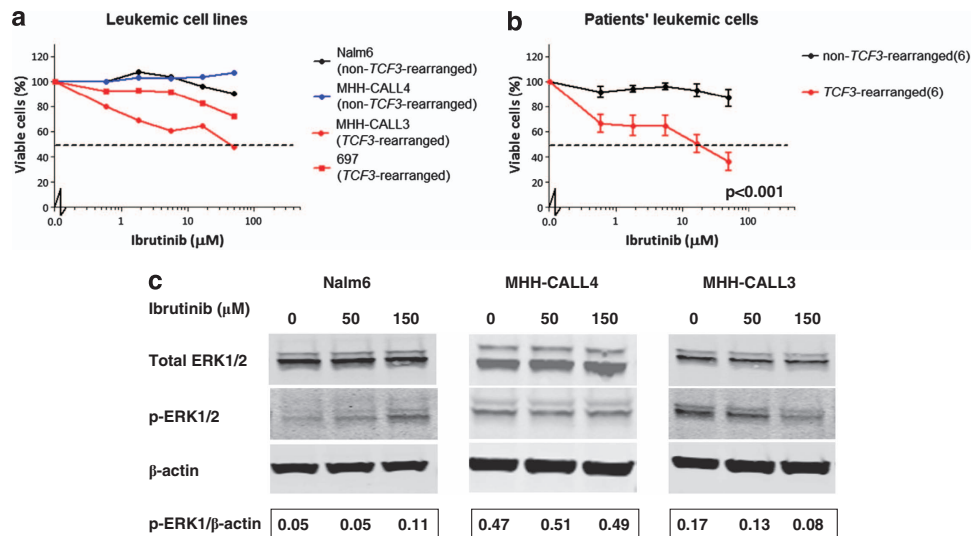 a
Leukemic cell lines
Viable cells (%)
120
100
80
60
40
20
0
0.0
1
10
100
Ibrutinib (μM)
Nalm6
(non-TCF3-rearranged)
MHH-CALL4
(non-TCF3-rearranged)
MHH-CALL3
(TCF3-rearranged)
697
(TCF3-rearranged)
b
Patients' leukemic cells
Viable cells (%)
120
100
80
60
40
20
0
0.0
1
10
100
p<0.001
Ibrutinib (μM)
non-TCF3-rearranged(6)
TCF3-rearranged(6)
c
Nalm6 MHH-CALL4 MHH-CALL3
Ibrutinib (μM)
0 50 150 0 50 150 0 50 150
Total ERK1/2
p-ERK1/2
β-actin
p-ERK1/β-actin 0.05 0.05 0.11 0.47 0.51 0.49 0.17 0.13 0.08